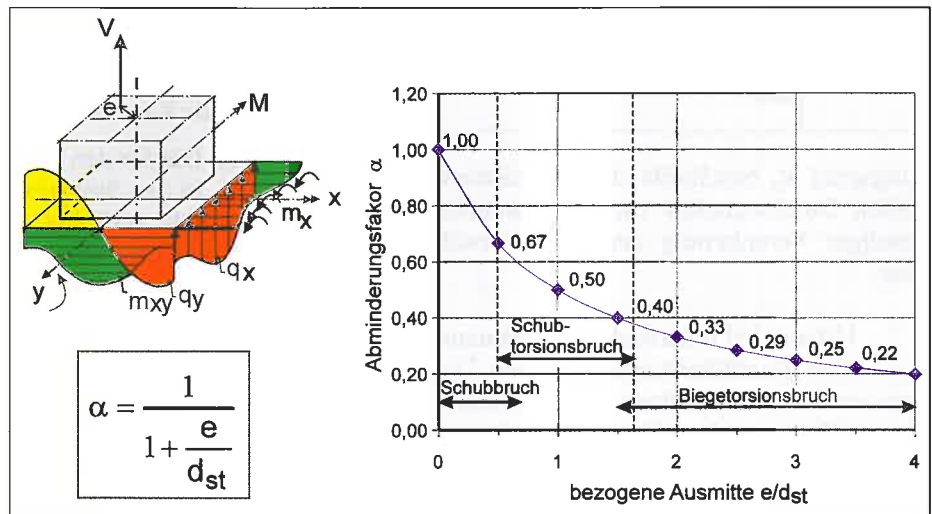 V
e
M
x
m_x
q_x
y
m_xy
q_y
α = 1 / (1 + e/d_st)
Abminderungsfakor α
1,20
1,00
0,80
0,60
0,40
0,20
0,00
1,00
0,67
0,50
0,40
0,33
0,29
0,25
0,22
Schub-
torsionsbruch
Schubbruch
Biegetorsionsbruch
0
1
2
3
4
bezogene Ausmitte e/d_st